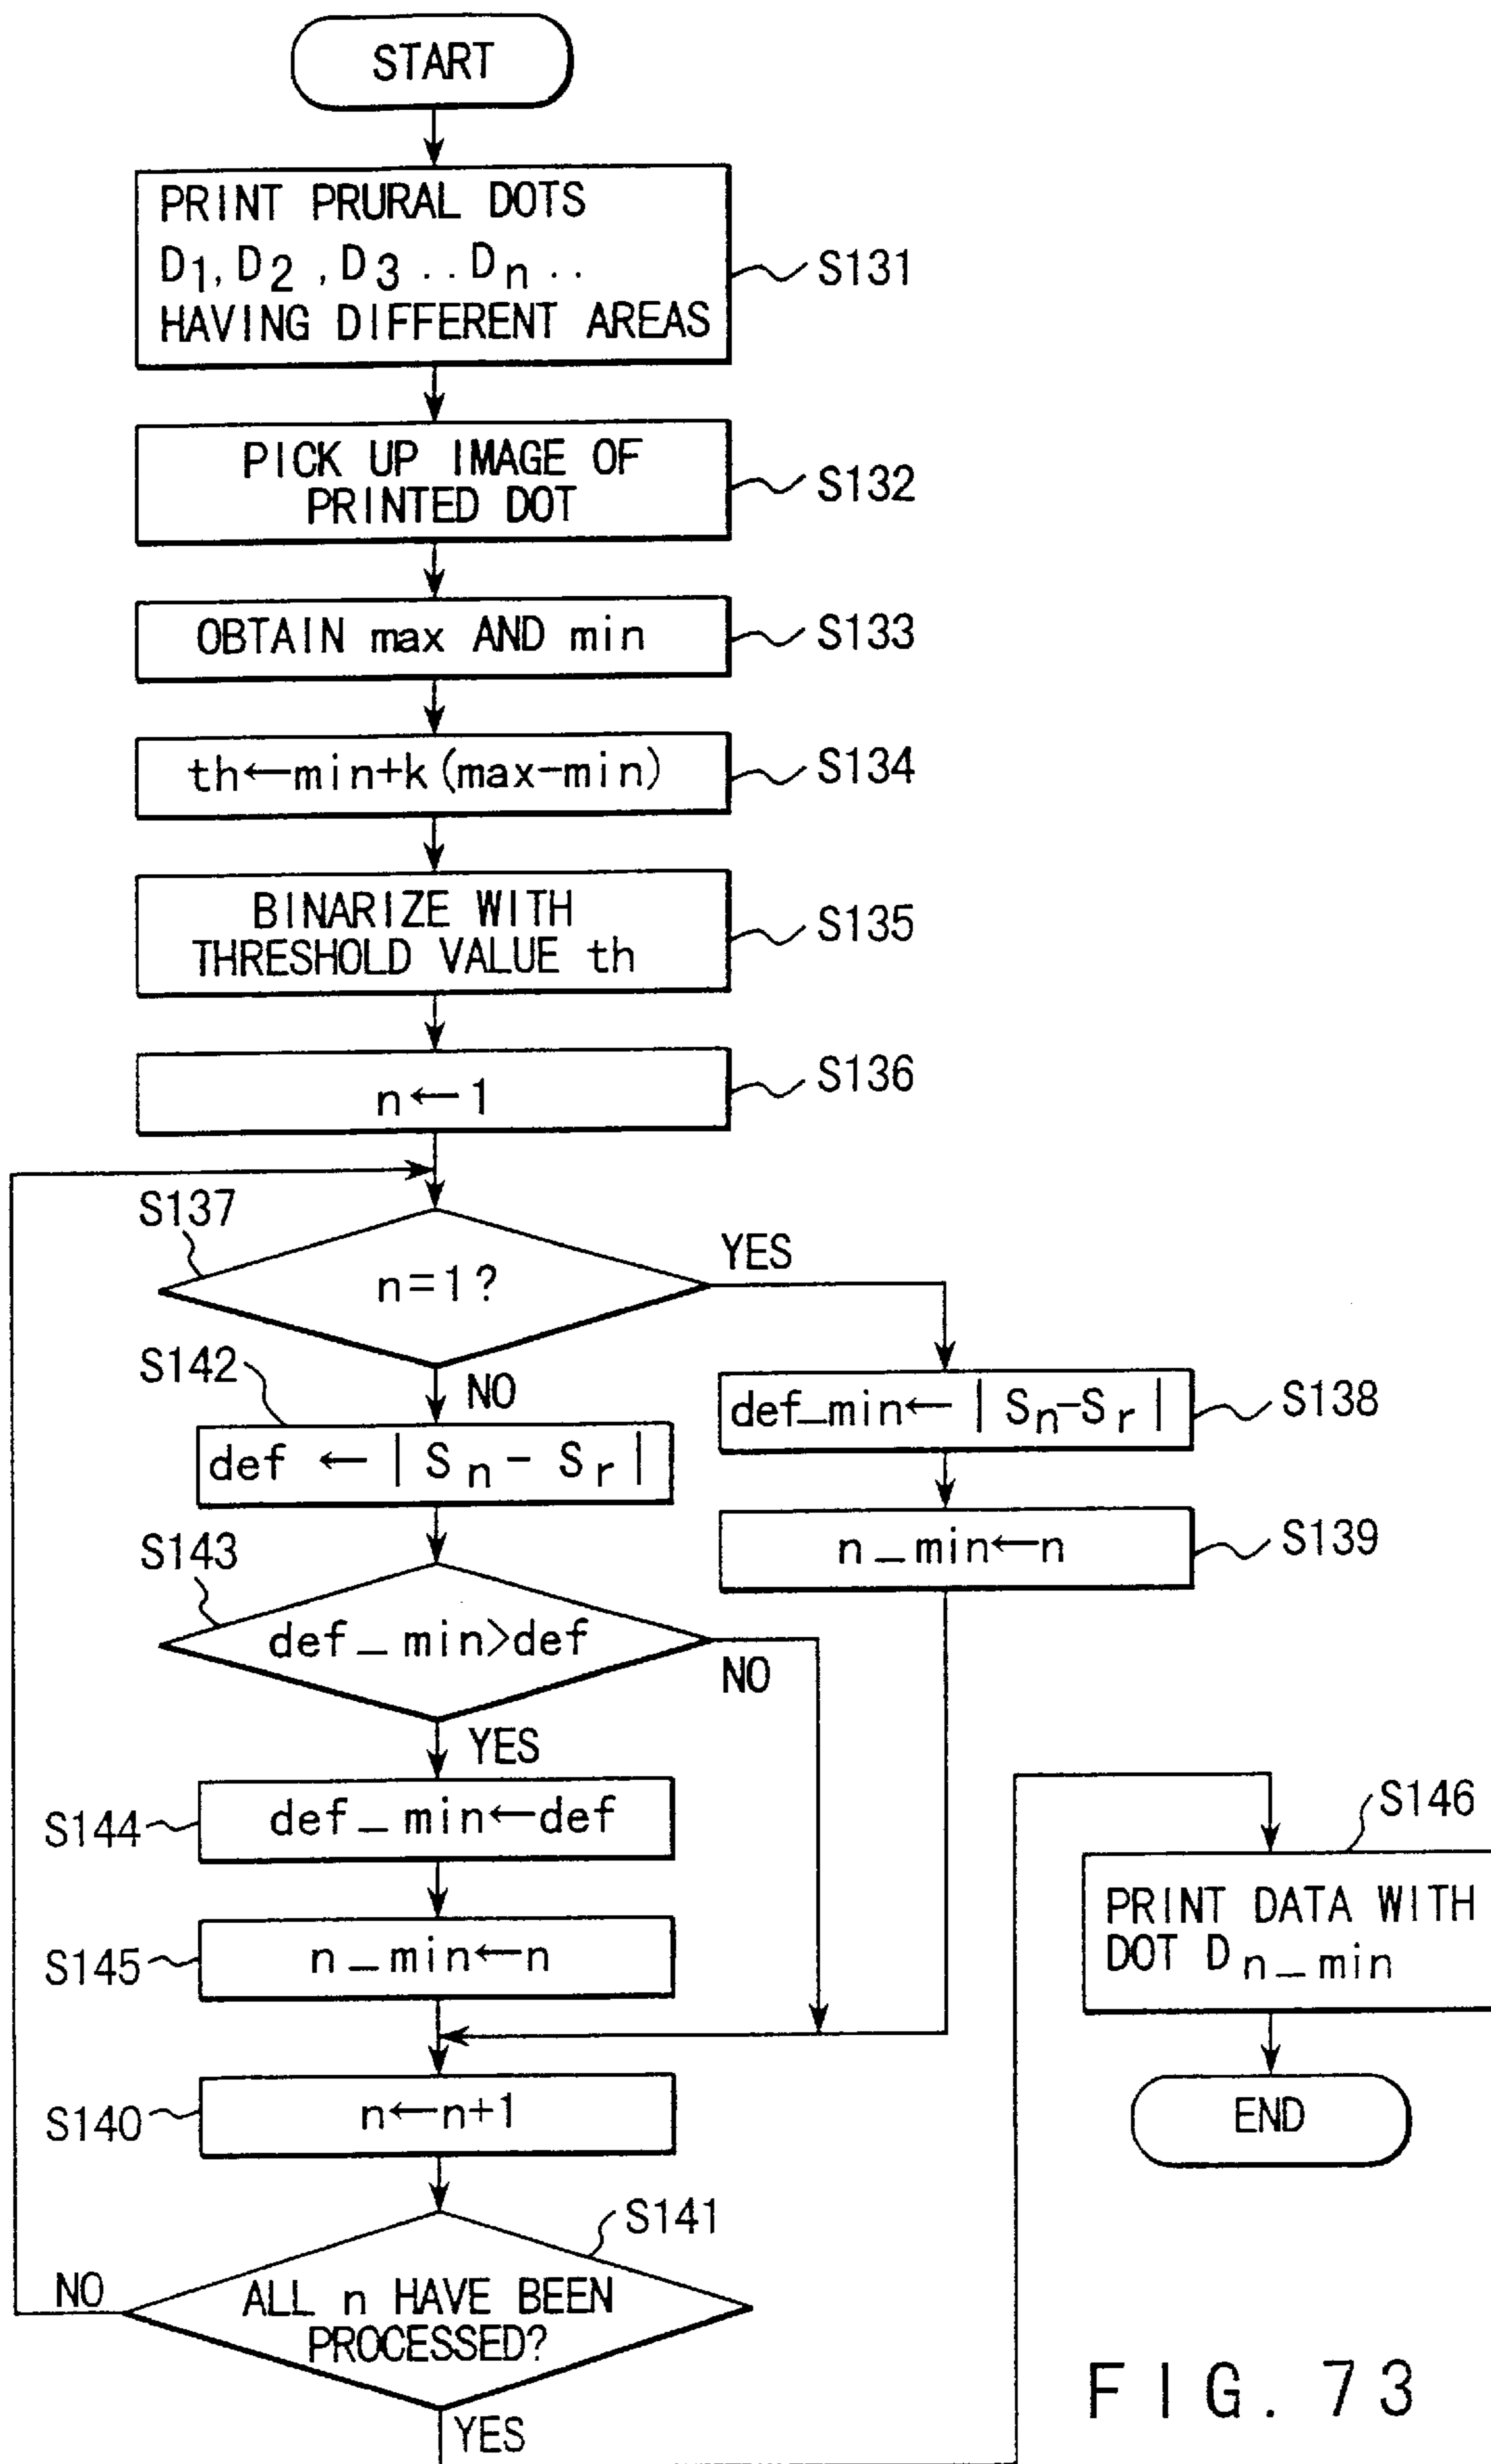 START
PRINT PRURAL DOTS
D1, D2 , D3 .. Dn ..
HAVING DIFFERENT AREAS
S131
PICK UP IMAGE OF
PRINTED DOT
S132
OBTAIN max AND min
S133
th←min+k(max-min)
S134
BINARIZE WITH
THRESHOLD VALUE th
S135
n←1
S136
S137
n=1?
YES
NO
def_min←|Sn-Sr|
S138
n_min←n
S139
S142
def ←|Sn - Sr|
S143
def_min>def
NO
YES
S144
def_min←def
S145
n_min←n
S140
n←n+1
S141
ALL n HAVE BEEN
PROCESSED?
NO
YES
S146
PRINT DATA WITH
DOT Dn_min
END
FIG. 73